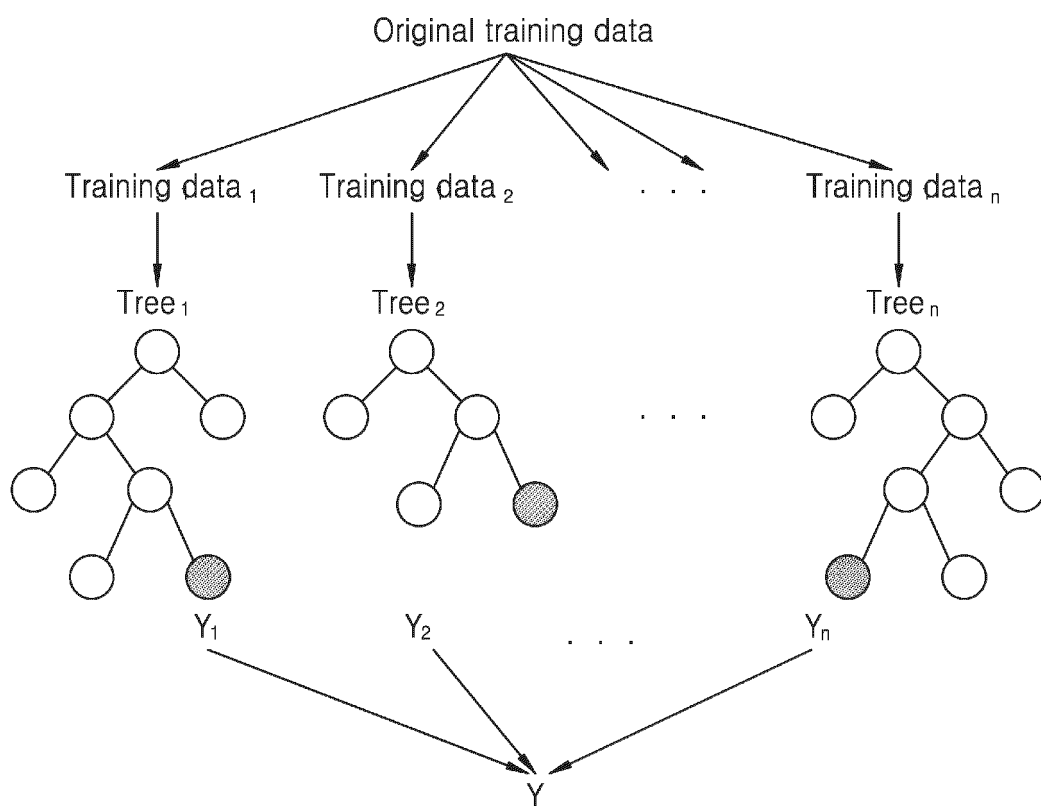 Original training data
Training data 1 Training data 2 . . . Training data n
Tree 1 Tree 2 Tree n
. . .
Y1 Y2 . . . Yn
Y